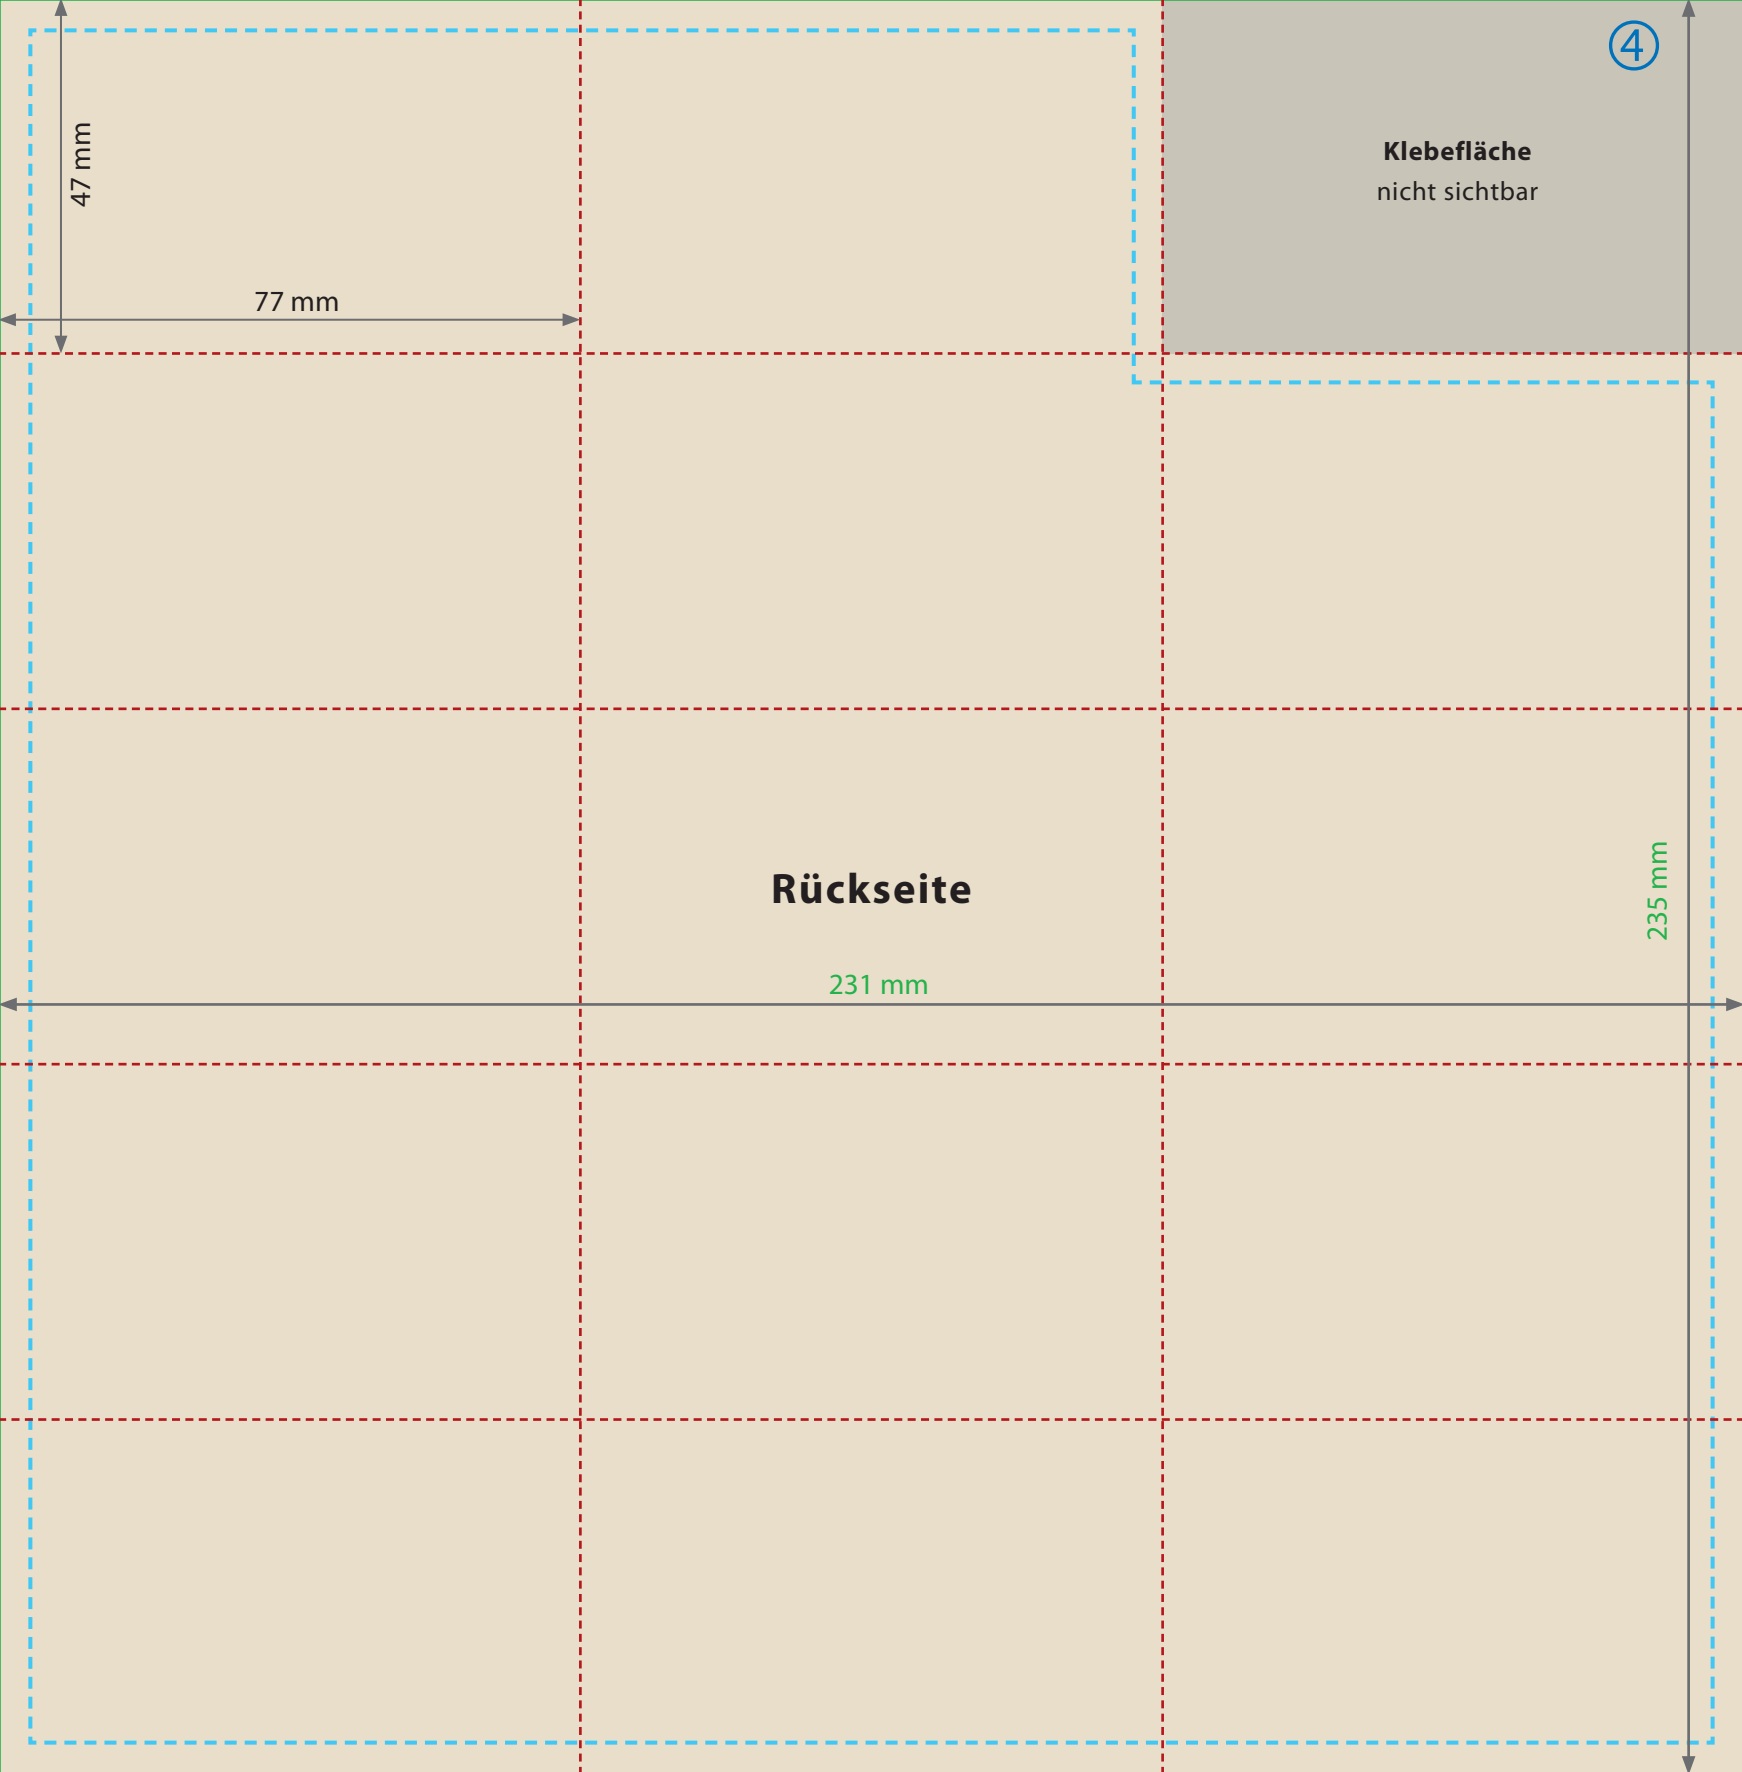 ④
Klebefläche
nicht sichtbar
47 mm
77 mm
Rückseite
235 mm
231 mm